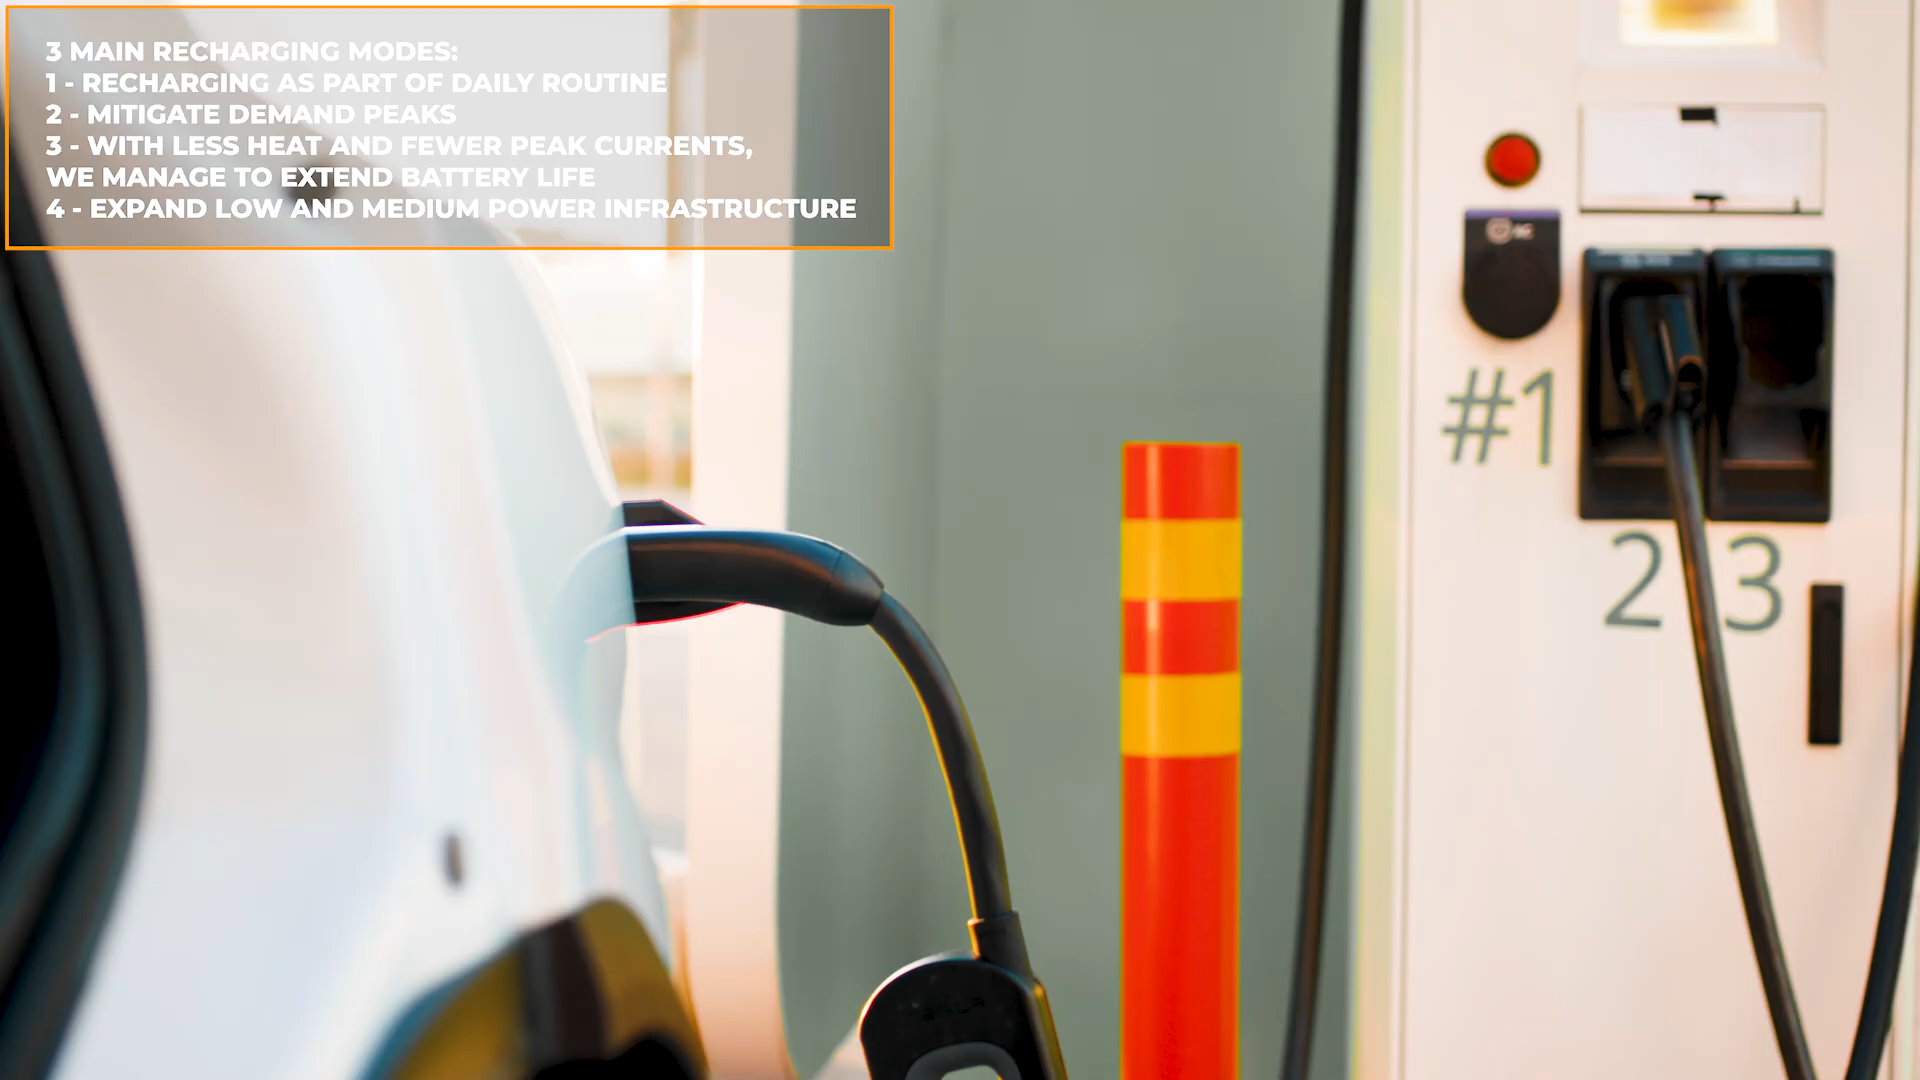 3 MAIN RECHARGING MODES:
1 - RECHARGING AS PART OF DAILY ROUTINE
2 - MITIGATE DEMAND PEAKS
3 - WITH LESS HEAT AND FEWER PEAK CURRENTS,
WE MANAGE TO EXTEND BATTERY LIFE
4 - EXPAND LOW AND MEDIUM POWER INFRASTRUCTURE
#1
2 3